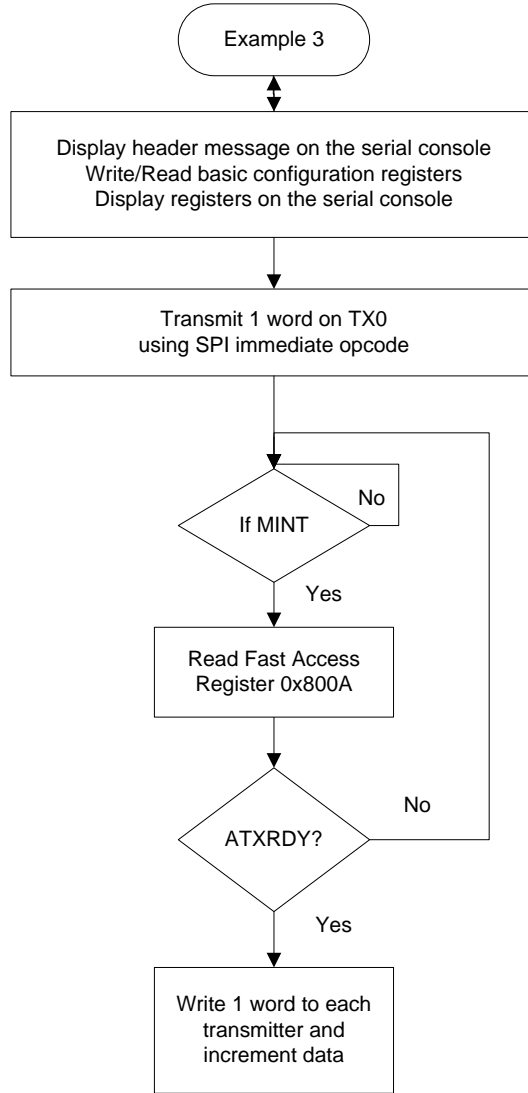 Example 3
Display header message on the serial console
Write/Read basic configuration registers
Display registers on the serial console
Transmit 1 word on TX0
using SPI immediate opcode
No
If MINT
Yes
Read Fast Access
Register 0x800A
No
ATXRDY?
Yes
Write 1 word to each
transmitter and
increment data